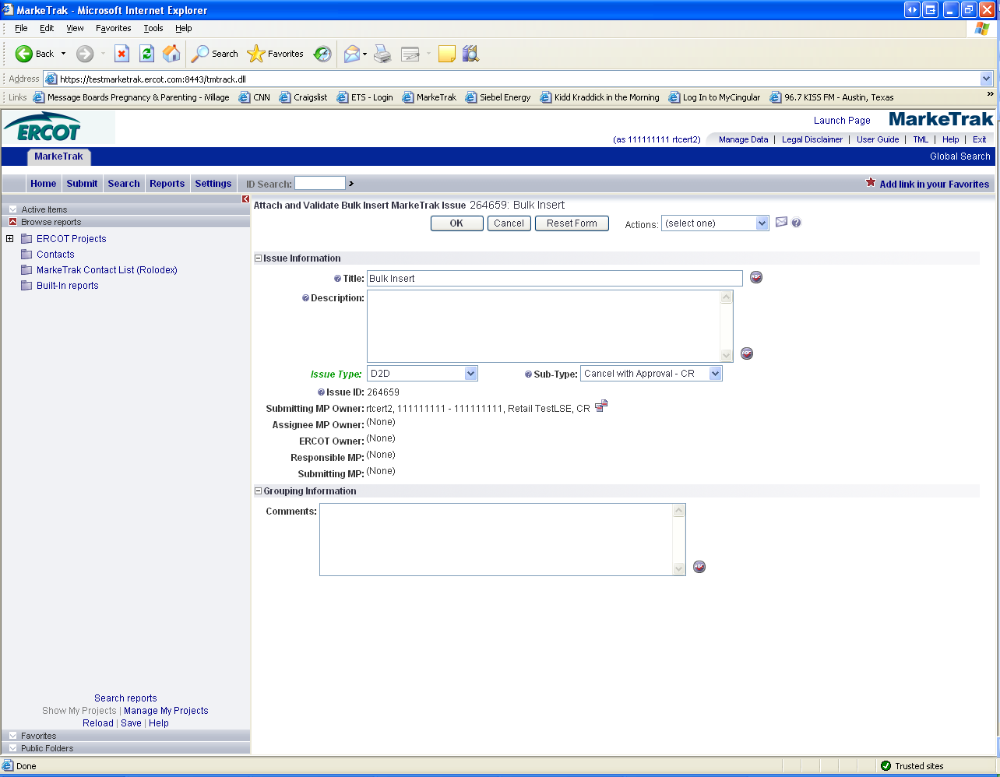 MarkeTrak - Microsoft Internet Explorer
File Edit View Favorites Tools Help
Back Search Favorites
Address https://testmarketrak.ercot.com:8443/tmtrack.dll
Links Message Boards Pregnancy & Parenting - iVillage CNN Craigslist ETS - Login MarkeTrak Siebel Energy Kidd Kraddick in the Morning Log In to MyCingular 96.7 KISS FM - Austin, Texas »
ERCOT Launch Page MarkeTrak
(as 111111111 rtcert2) Manage Data | Legal Disclaimer | User Guide | TML | Help | Exit
MarkeTrak Global Search
Home Submit Search Reports Settings ID Search: Add link in your Favorites
Active Items
Browse reports
ERCOT Projects
Contacts
MarkeTrak Contact List (Rolodex)
Built-In reports
Search reports
Show My Projects | Manage My Projects
Reload | Save | Help
Favorites
Public Folders
Attach and Validate Bulk Insert MarkeTrak Issue 264659: Bulk Insert
OK Cancel Reset Form Actions: (select one)
Issue Information
Title: Bulk Insert ABC
Description:
ABC
Issue Type: D2D Sub-Type: Cancel with Approval - CR
Issue ID: 264659
Submitting MP Owner: rtcert2, 111111111 - 111111111, Retail TestLSE, CR
Assignee MP Owner: (None)
ERCOT Owner: (None)
Responsible MP: (None)
Submitting MP: (None)
Grouping Information
Comments:
ABC
Done Trusted sites